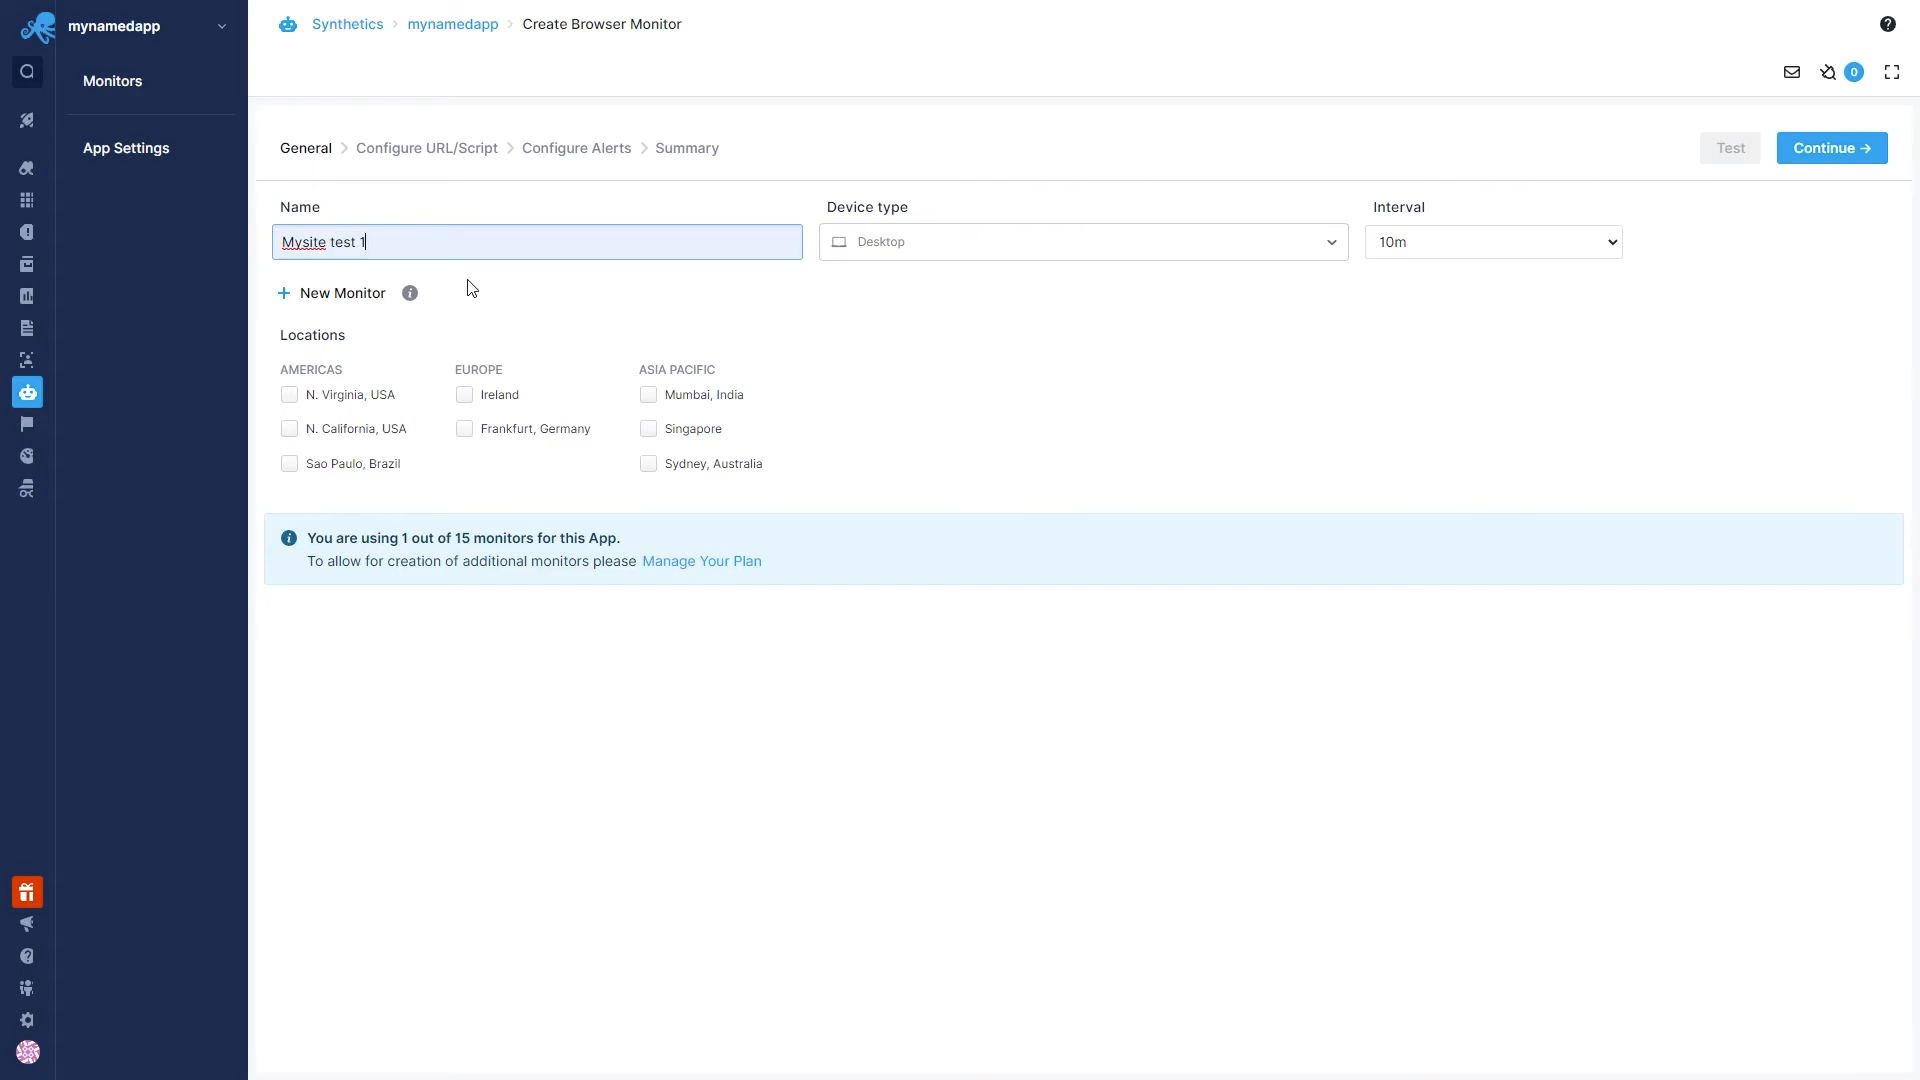 mynamedapp
Synthetics
mynamedapp
Create Browser Monitor
Monitors
0
App Settings
General
Configure URL/Script
Configure Alerts
Summary
Test
Continue →
Name
Device type
Interval
Mysite test 1
Desktop
10m
+ New Monitor
Locations
AMERICAS
EUROPE
ASIA PACIFIC
N. Virginia, USA
Ireland
Mumbai, India
N. California, USA
Frankfurt, Germany
Singapore
Sao Paulo, Brazil
Sydney, Australia
You are using 1 out of 15 monitors for this App.
To allow for creation of additional monitors please Manage Your Plan